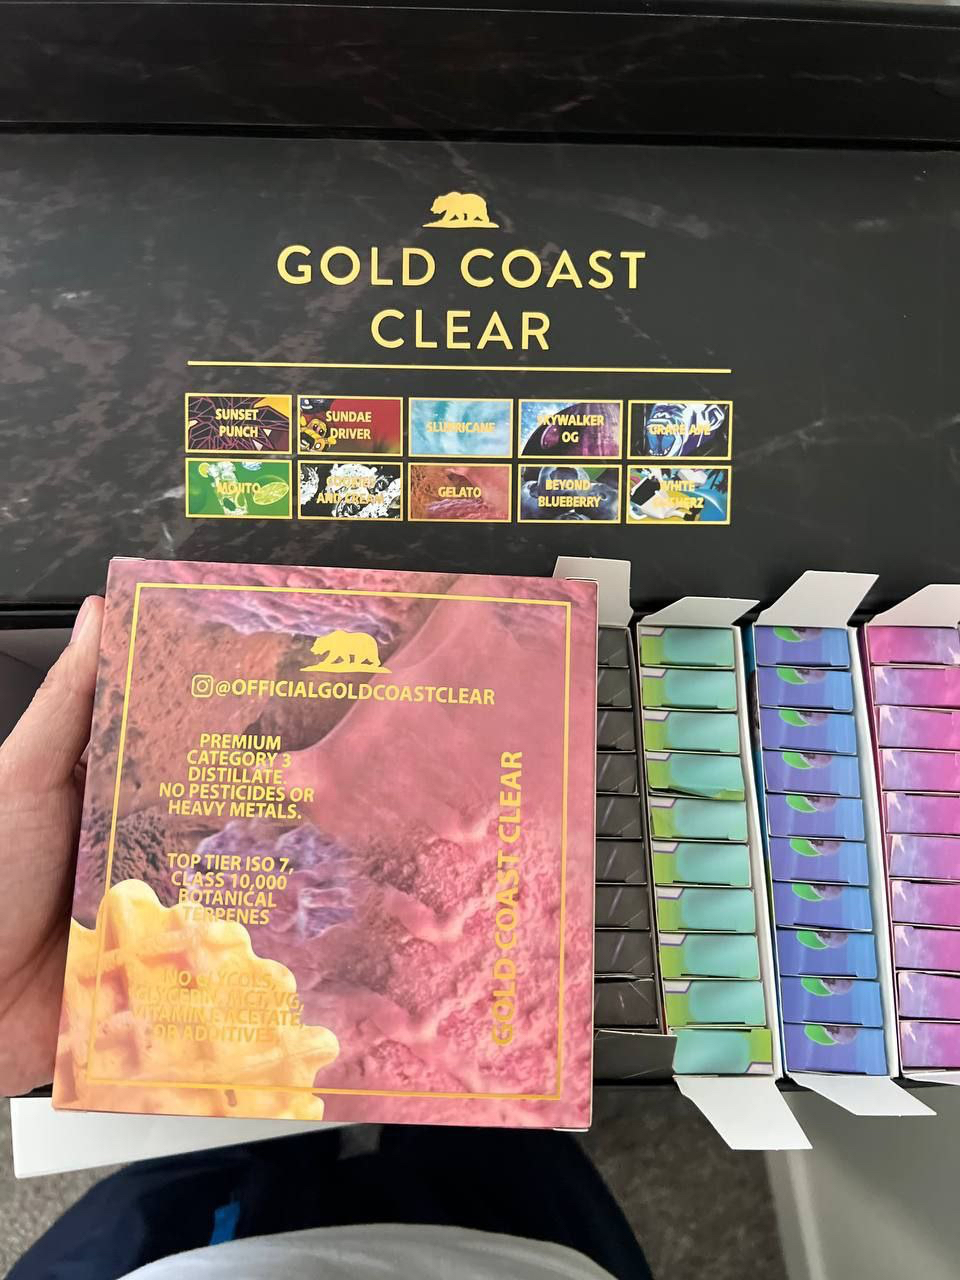 GOLD COAST
CLEAR
SUNSET
PUNCH
SUNDAE
DRIVER
SLURRICANE
SKYWALKER
OG
GRAPE APE
MOJITO
COOKIES
AND CREAM
GELATO
BEYOND
BLUEBERRY
WHITE
@OFFICIALGOLDCOASTCLEAR
PREMIUM
CATEGORY 3
DISTILLATE.
NO PESTICIDES OR
HEAVY METALS.
TOP TIER ISO 7,
CLASS 10,000
BOTANICAL
TERPENES
NO GLYCOLS,
GLYCERIN, MCT, VG,
VITAMIN E ACETATE,
OR ADDITIVES.
GOLD COAST CLEAR